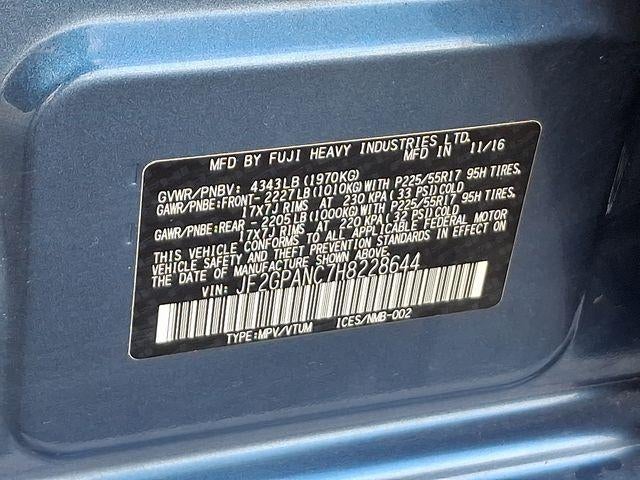 MFD BY FUJI HEAVY INDUSTRIES LTD.
MFD IN 11/16
GVWR/PNBV: 4343LB(1970KG)
GAWR/PNBE:FRONT- 2227LB(1010KG)WITH P225/55R17 95H TIRES,
17X7J RIMS AT 230 KPA(33 PSI)COLD
GAWR/PNBE:REAR - 2205LB(1000KG)WITH P225/55R17 95H TIRES,
17X7J RIMS AT 220 KPA(32 PSI)COLD
THIS VEHICLE CONFORMS TO ALL APPLICABLE FEDERAL MOTOR
VEHICLE SAFETY AND THEFT PREVENTION STANDARDS IN EFFECT ON
THE DATE OF MANUFACTURE SHOWN ABOVE.
VIN: JF2GPANC7H8228644
TYPE:MPV/VTUM ICES/NMB-002